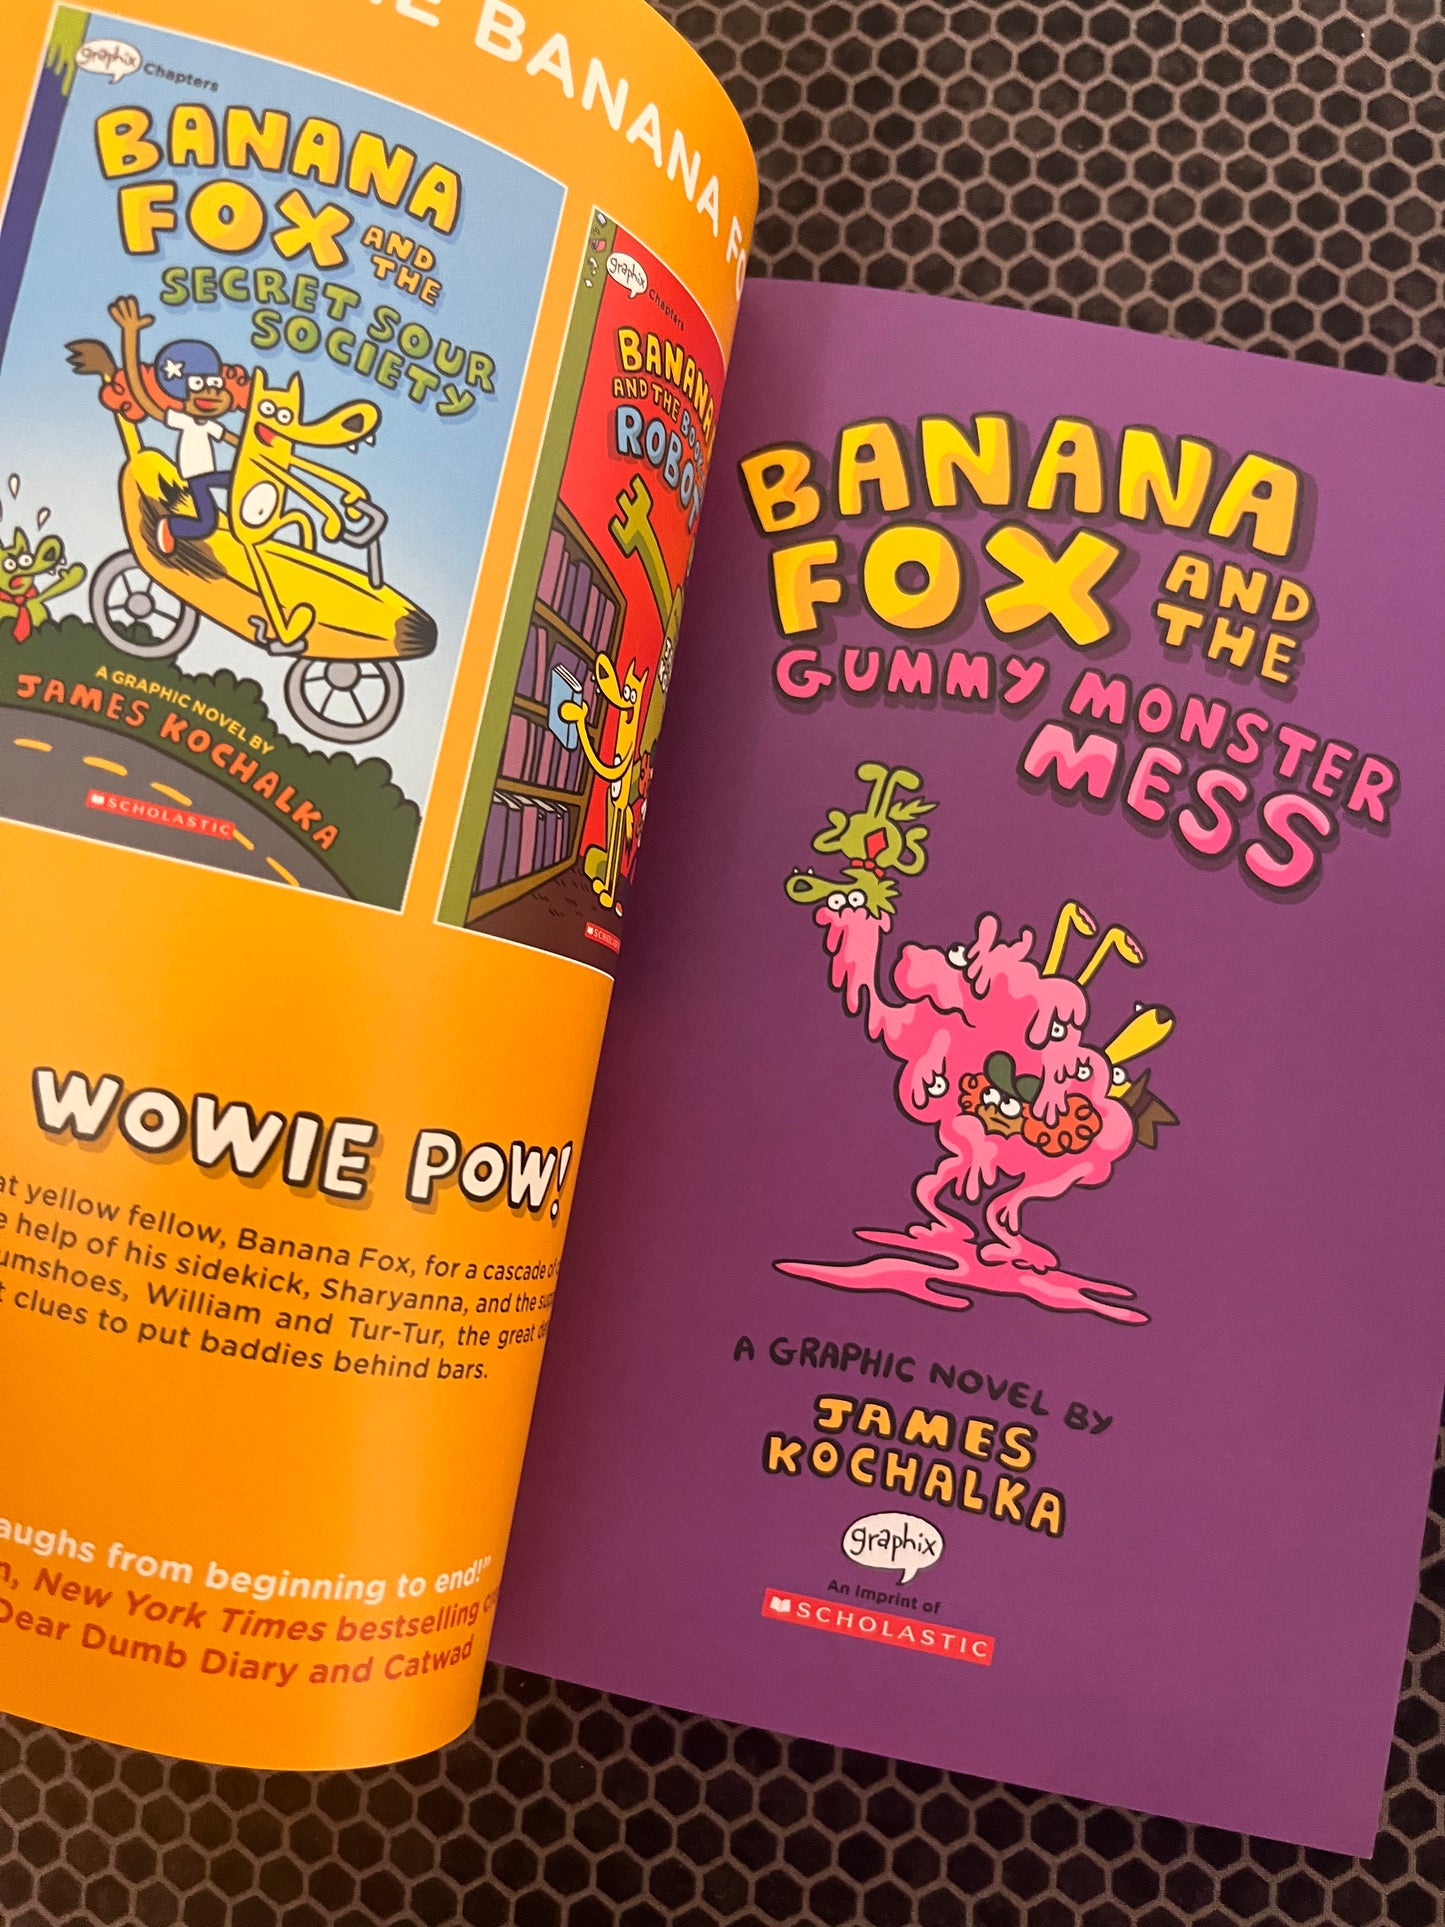 BANANA
graphix Chapters
BANANA
FOX AND
THE
SECRET SOUR
SOCIETY
A GRAPHIC NOVEL BY
JAMES KOCHALKA
SCHOLASTIC
graphix Chapters
BANANA
AND THE
ROBOT
WOWIE POW!
yellow fellow, Banana Fox, for a cascade
help of his sidekick, Sharyanna, and the
William and Tur-Tur, the great
clues to put baddies behind bars.
from beginning to end!"
New York Times bestselling
Dear Dumb Diary and Catwad
BANANA
FOX AND
THE
GUMMY MONSTER
MESS
A GRAPHIC NOVEL BY
JAMES
KOCHALKA
graphix
An Imprint of
SCHOLASTIC